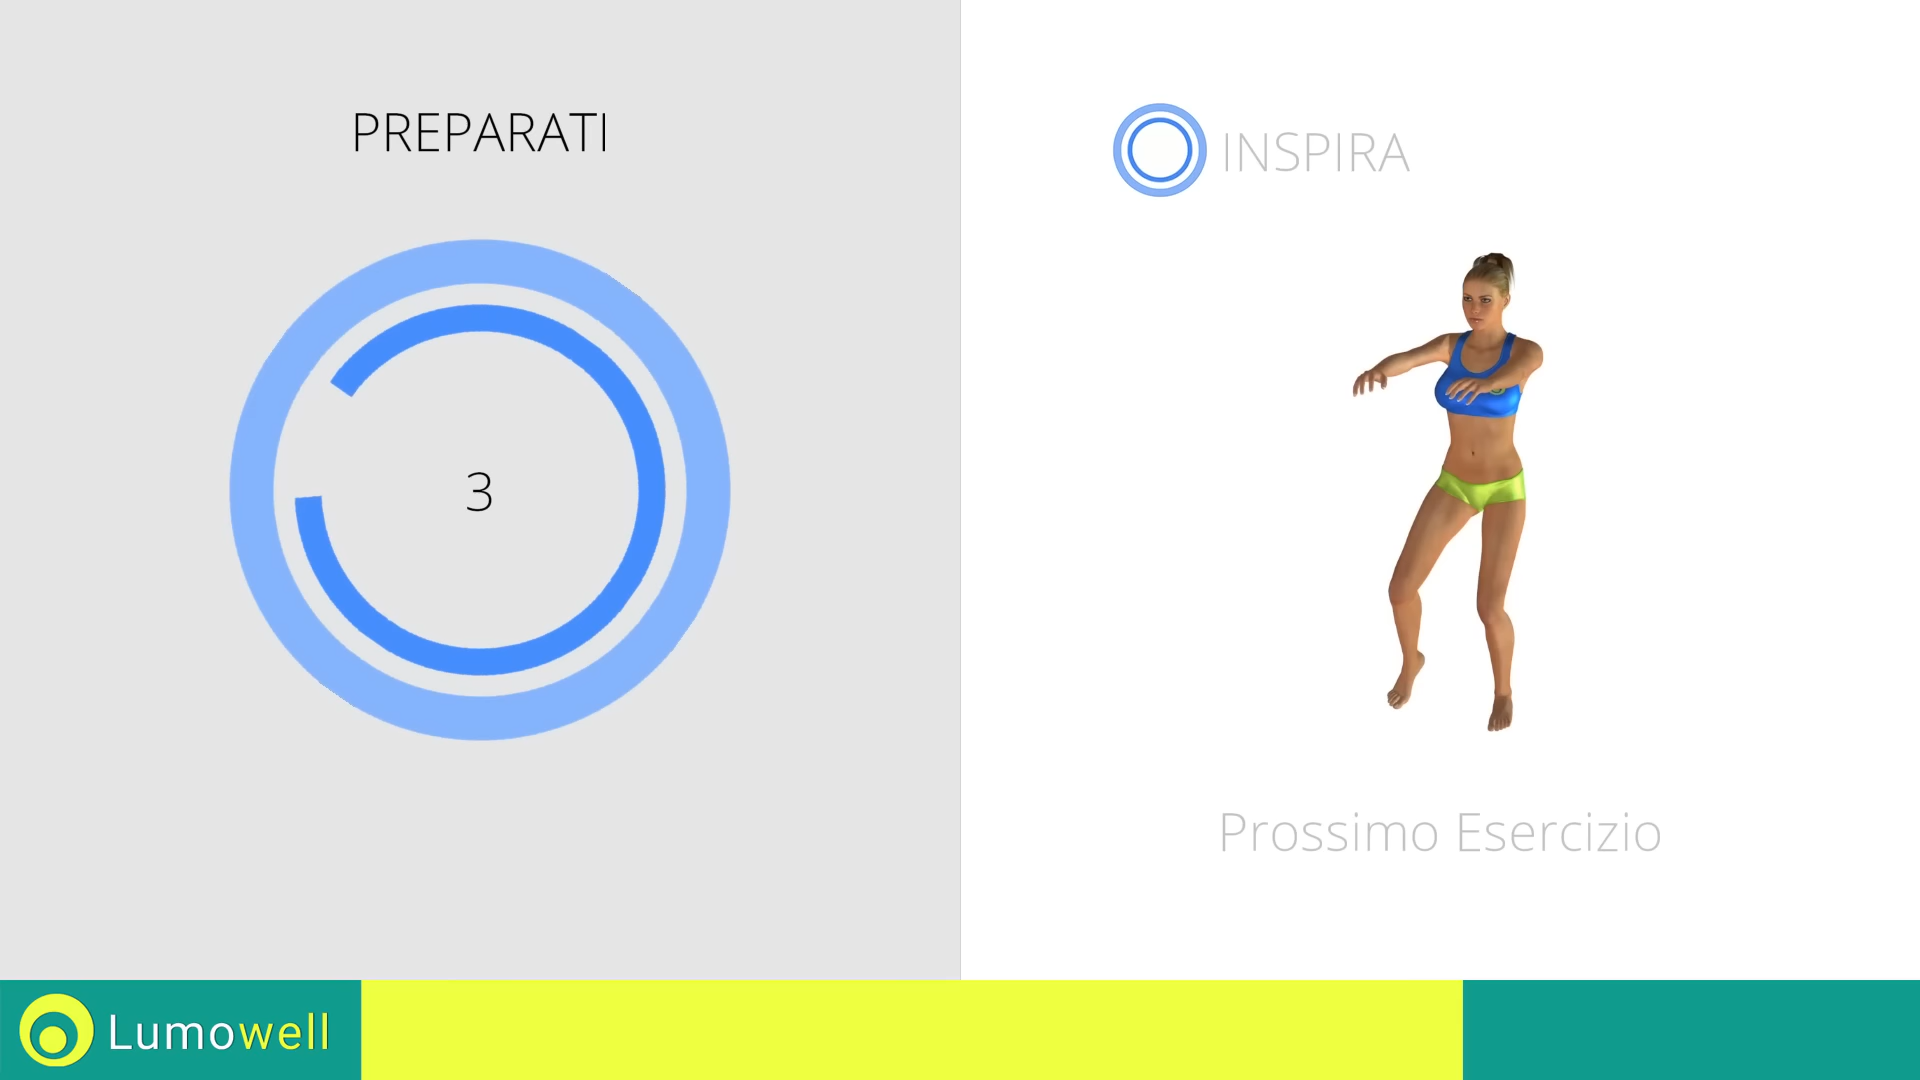 PREPARATI
3
INSPIRA
Prossimo Esercizio
Lumowell